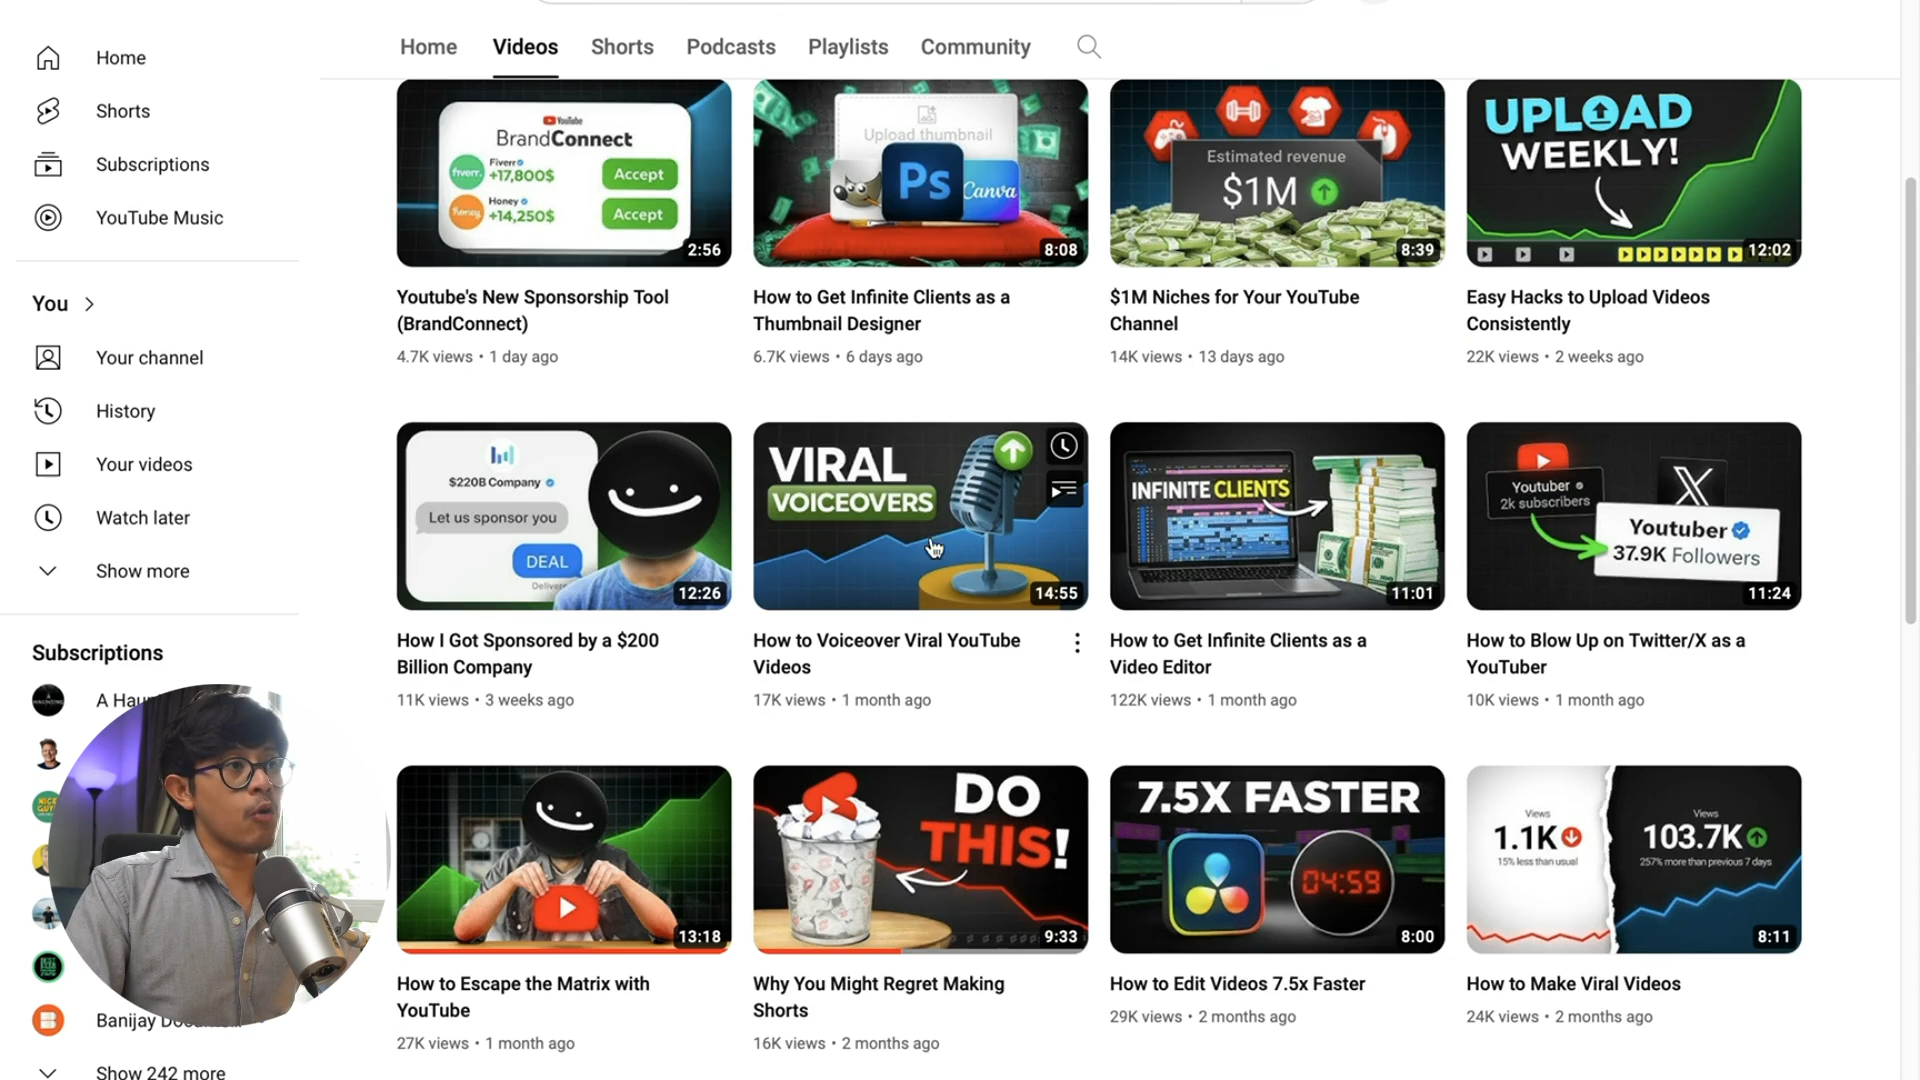 Home
Shorts
Subscriptions
YouTube Music
You
Your channel
History
Your videos
Watch later
Show more
Subscriptions
A Hau
Banijay
Show 242 more
Home Videos Shorts Podcasts Playlists Community
YouTube
BrandConnect
fiverr.
Fiverr
+17,800$
Accept
Honey
Honey
+14,250$
Accept
2:56
Youtube's New Sponsorship Tool
(BrandConnect)
4.7K views • 1 day ago
Upload thumbnail
Ps
Canva
8:08
How to Get Infinite Clients as a
Thumbnail Designer
6.7K views • 6 days ago
Estimated revenue
$1M
8:39
$1M Niches for Your YouTube
Channel
14K views • 13 days ago
UPLOAD
WEEKLY!
12:02
Easy Hacks to Upload Videos
Consistently
22K views • 2 weeks ago
$220B Company
Let us sponsor you
DEAL
12:26
How I Got Sponsored by a $200
Billion Company
11K views • 3 weeks ago
VIRAL
VOICEOVERS
14:55
How to Voiceover Viral YouTube
Videos
17K views • 1 month ago
INFINITE CLIENTS
11:01
How to Get Infinite Clients as a
Video Editor
122K views • 1 month ago
Youtuber
2k subscribers
X
Youtuber
37.9K Followers
11:24
How to Blow Up on Twitter/X as a
YouTuber
10K views • 1 month ago
13:18
How to Escape the Matrix with
YouTube
27K views • 1 month ago
DO
THIS!
9:33
Why You Might Regret Making
Shorts
16K views • 2 months ago
7.5X FASTER
04:59
8:00
How to Edit Videos 7.5x Faster
29K views • 2 months ago
Views
1.1K
15% less than usual
Views
103.7K
257% more than previous 7 days
8:11
How to Make Viral Videos
24K views • 2 months ago